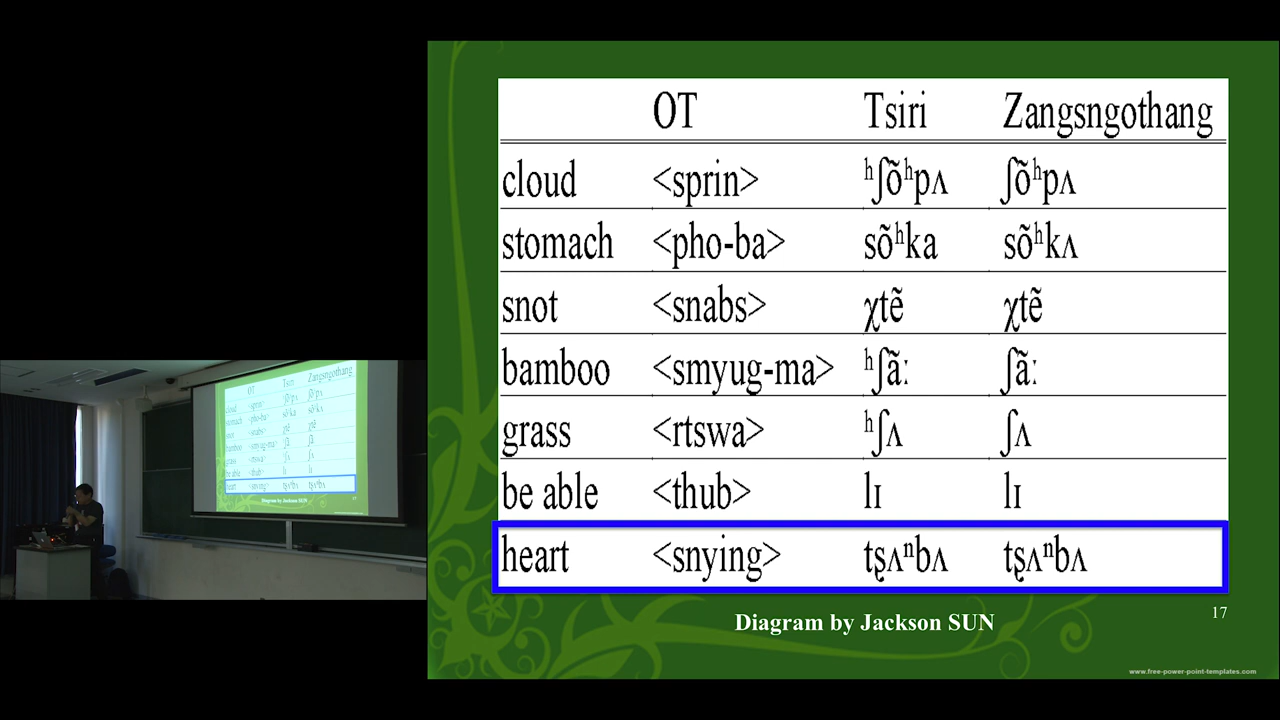 OT Tsiri Zangsngothang
cloud <sprin> ʰʃõʰpʌ ʃõʰpʌ
stomach <pho-ba> sõʰka sõʰkʌ
snot <snabs> χtẽ χtẽ
bamboo <smyug-ma> ʰʃãː ʃãː
grass <rtswa> ʰʃʌ ʃʌ
be able <thub> lɪ lɪ
heart <snying> tʂʌⁿbʌ tʂʌⁿbʌ
Diagram by Jackson SUN
17
www.free-power-point-templates.com